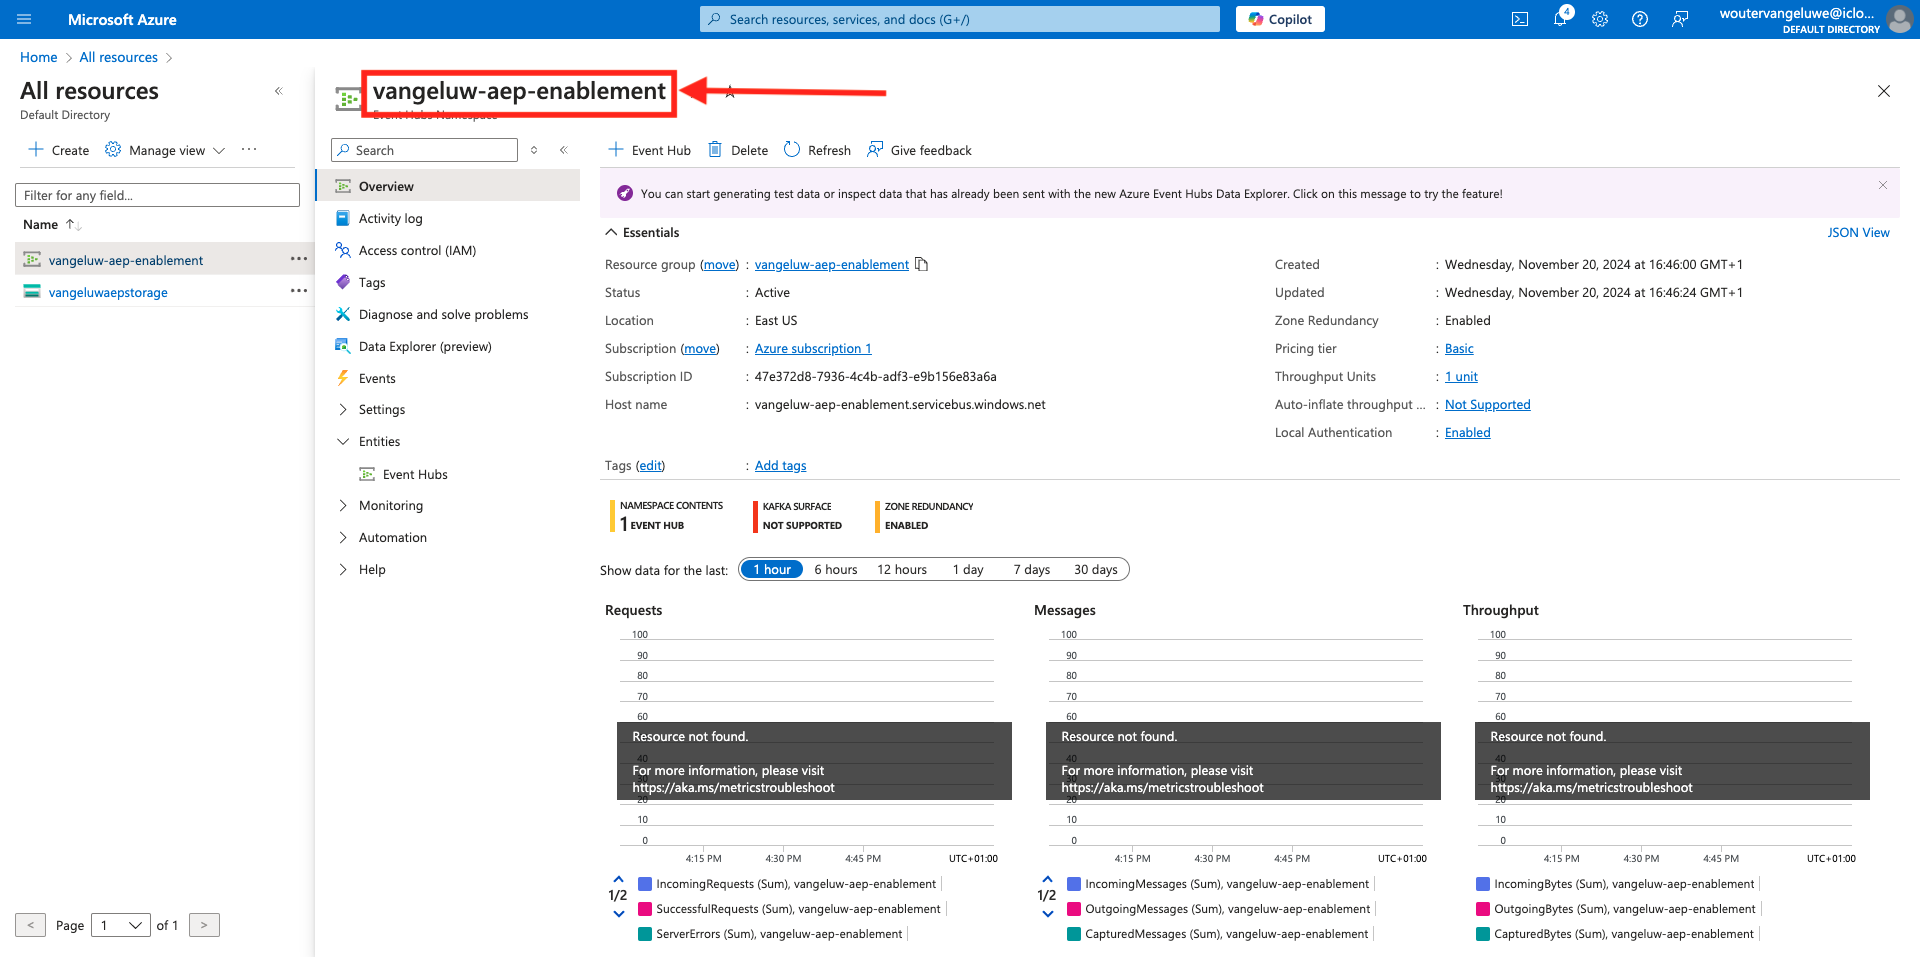 Microsoft Azure
Search resources, services, and docs (G+/)
Copilot
4
woutervangeluwe@iclo...
DEFAULT DIRECTORY
Home
All resources
All resources
Default Directory
Create
Manage view
Filter for any field...
Name
vangeluw-aep-enablement
vangeluwaepstorage
< Page 1 of 1 >
vangeluw-aep-enablement
Event Hubs Namespace
Search
Overview
Activity log
Access control (IAM)
Tags
Diagnose and solve problems
Data Explorer (preview)
Events
Settings
Entities
Event Hubs
Monitoring
Automation
Help
Event Hub
Delete
Refresh
Give feedback
You can start generating test data or inspect data that has already been sent with the new Azure Event Hubs Data Explorer. Click on this message to try the feature!
Essentials
JSON View
Resource group (move) : vangeluw-aep-enablement
Status : Active
Location : East US
Subscription (move) : Azure subscription 1
Subscription ID : 47e372d8-7936-4c4b-adf3-e9b156e83a6a
Host name : vangeluw-aep-enablement.servicebus.windows.net
Created : Wednesday, November 20, 2024 at 16:46:00 GMT+1
Updated : Wednesday, November 20, 2024 at 16:46:24 GMT+1
Zone Redundancy : Enabled
Pricing tier : Basic
Throughput Units : 1 unit
Auto-inflate throughput ... : Not Supported
Local Authentication : Enabled
Tags (edit) : Add tags
NAMESPACE CONTENTS
1 EVENT HUB
KAFKA SURFACE
NOT SUPPORTED
ZONE REDUNDANCY
ENABLED
Show data for the last:
1 hour
6 hours
12 hours
1 day
7 days
30 days
Requests
100
90
80
70
60
Resource not found.
40
For more information, please visit
30
https://aka.ms/metricstroubleshoot
20
10
0
4:15 PM
4:30 PM
4:45 PM
UTC+01:00
1/2
IncomingRequests (Sum), vangeluw-aep-enablement
SuccessfulRequests (Sum), vangeluw-aep-enablement
ServerErrors (Sum), vangeluw-aep-enablement
Messages
100
90
80
70
60
Resource not found.
40
For more information, please visit
30
https://aka.ms/metricstroubleshoot
20
10
0
4:15 PM
4:30 PM
4:45 PM
UTC+01:00
1/2
IncomingMessages (Sum), vangeluw-aep-enablement
OutgoingMessages (Sum), vangeluw-aep-enablement
CapturedMessages (Sum), vangeluw-aep-enablement
Throughput
100
90
80
70
60
Resource not found.
40
For more information, please visit
30
https://aka.ms/metricstroubleshoot
20
10
0
4:15 PM
4:30 PM
4:45 PM
UTC+01:00
IncomingBytes (Sum), vangeluw-aep-enablement
OutgoingBytes (Sum), vangeluw-aep-enablement
CapturedBytes (Sum), vangeluw-aep-enablement